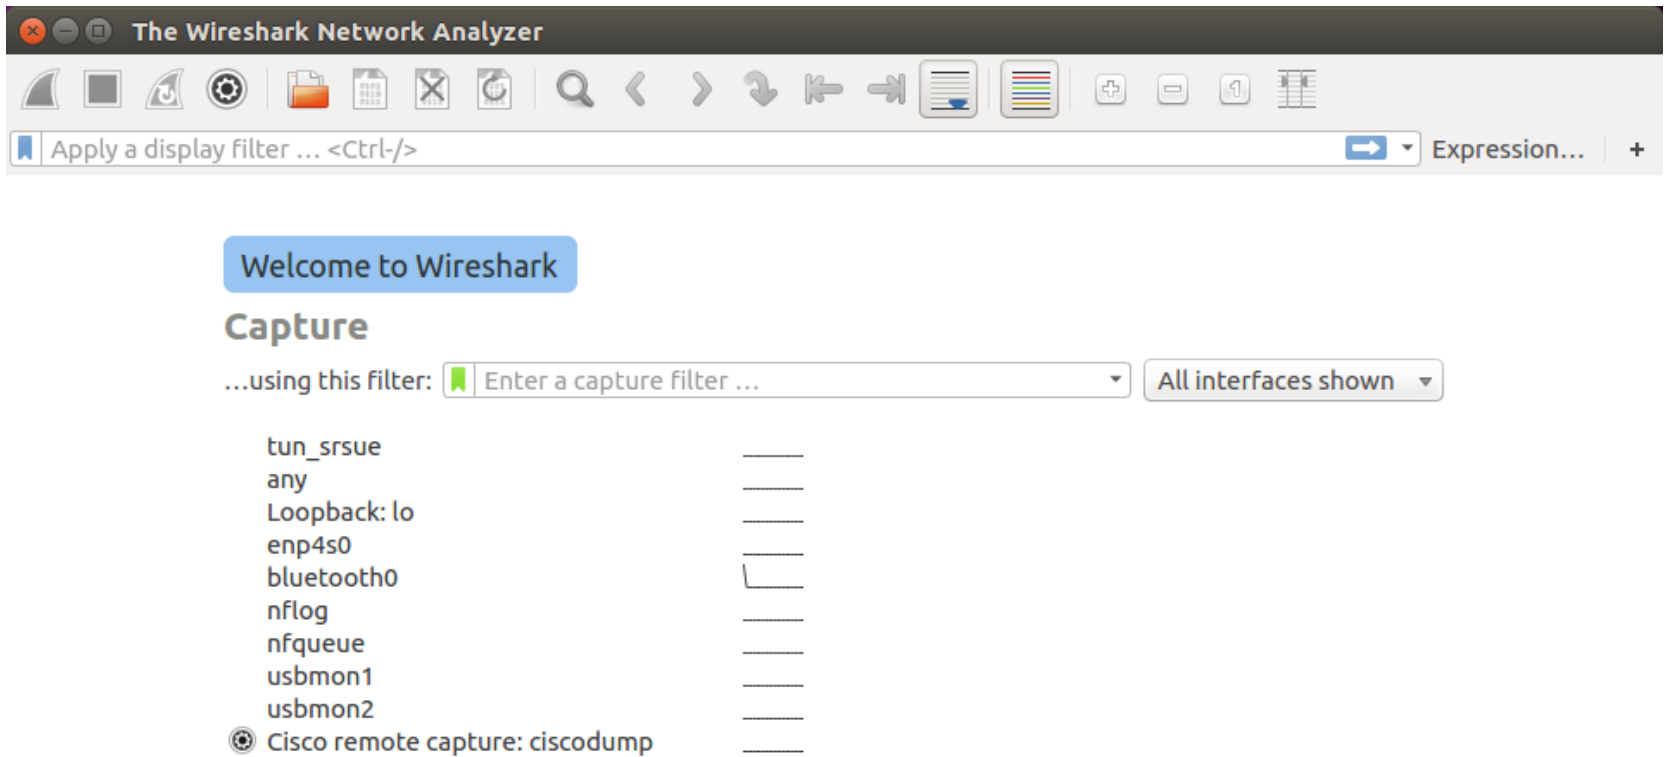 The Wireshark Network Analyzer
Apply a display filter … <Ctrl-/>
Expression…
+
Welcome to Wireshark
Capture
…using this filter:
Enter a capture filter …
All interfaces shown
tun_srsue
any
Loopback: lo
enp4s0
bluetooth0
nflog
nfqueue
usbmon1
usbmon2
Cisco remote capture: ciscodump